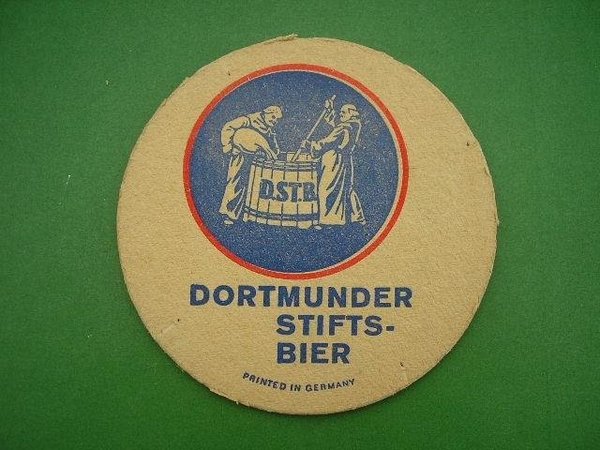 D.ST.B.
DORTMUNDER
STIFTS-
BIER
PRINTED IN GERMANY